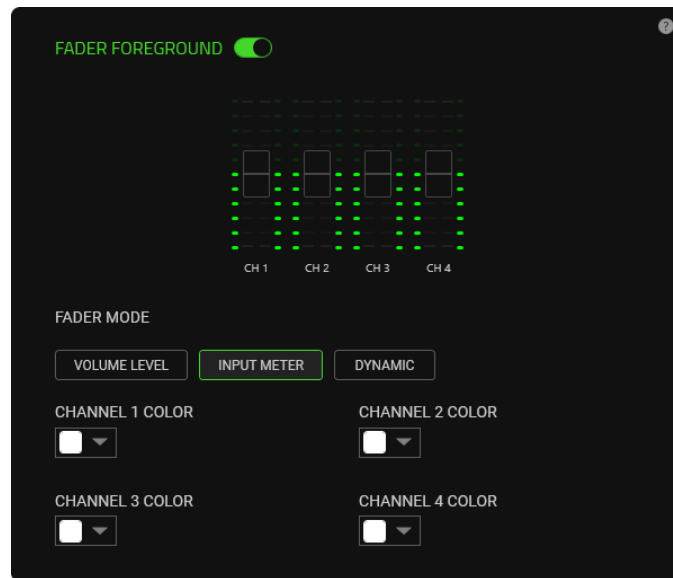 FADER FOREGROUND
?
CH 1 CH 2 CH 3 CH 4
FADER MODE
VOLUME LEVEL INPUT METER DYNAMIC
CHANNEL 1 COLOR CHANNEL 2 COLOR
CHANNEL 3 COLOR CHANNEL 4 COLOR